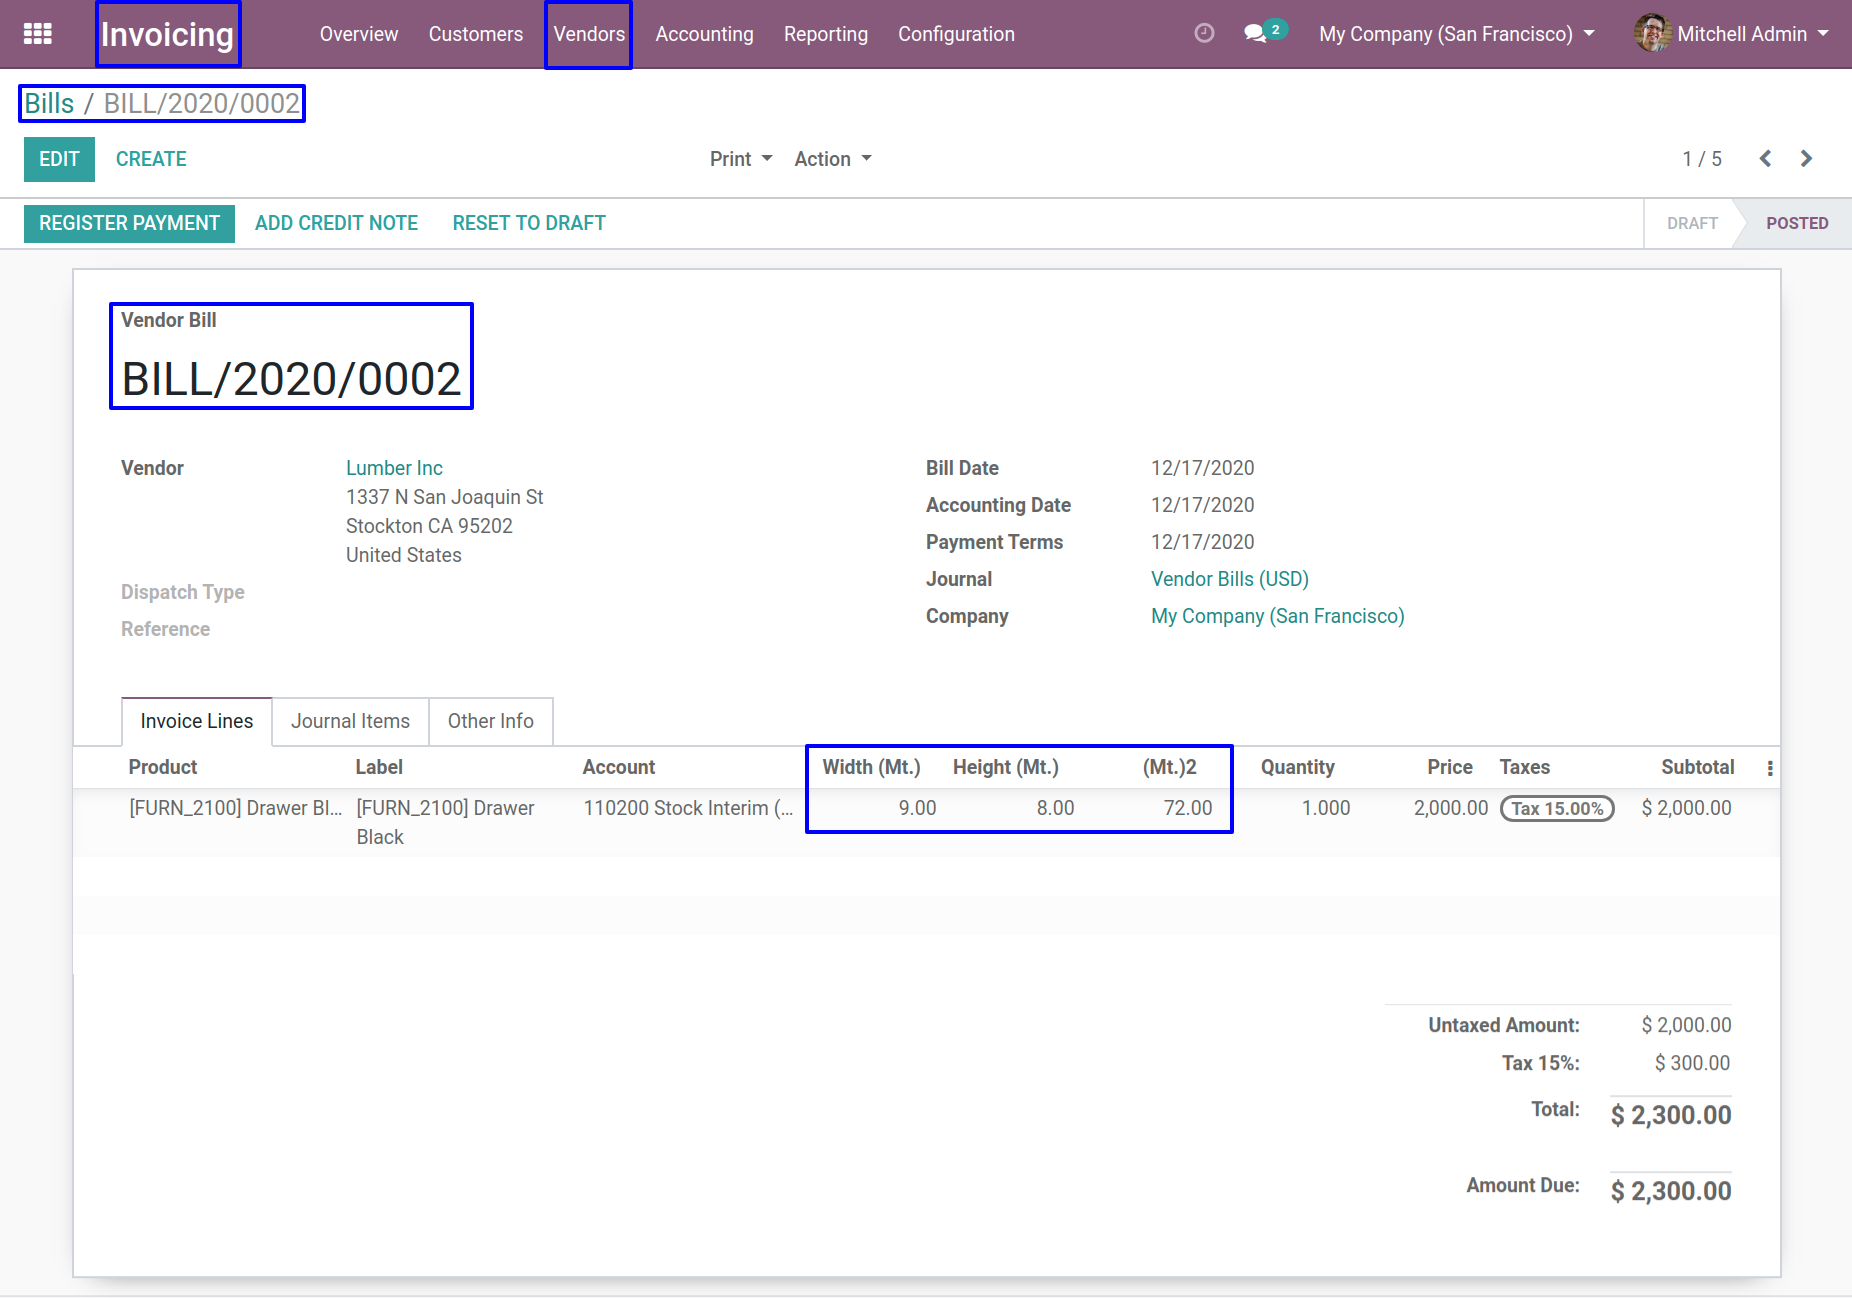 Invoicing Overview Customers Vendors Accounting Reporting Configuration 2 My Company (San Francisco) Mitchell Admin
Bills / BILL/2020/0002
EDIT CREATE Print Action 1 / 5
REGISTER PAYMENT ADD CREDIT NOTE RESET TO DRAFT DRAFT POSTED
Vendor Bill
BILL/2020/0002
Vendor Lumber Inc
1337 N San Joaquin St
Stockton CA 95202
United States
Dispatch Type
Reference
Bill Date 12/17/2020
Accounting Date 12/17/2020
Payment Terms 12/17/2020
Journal Vendor Bills (USD)
Company My Company (San Francisco)
Invoice Lines Journal Items Other Info
Product Label Account Width (Mt.) Height (Mt.) (Mt.)2 Quantity Price Taxes Subtotal
[FURN_2100] Drawer Bl... [FURN_2100] Drawer 110200 Stock Interim (... 9.00 8.00 72.00 1.000 2,000.00 Tax 15.00% $ 2,000.00
Black
Untaxed Amount: $ 2,000.00
Tax 15%: $ 300.00
Total: $ 2,300.00
Amount Due: $ 2,300.00